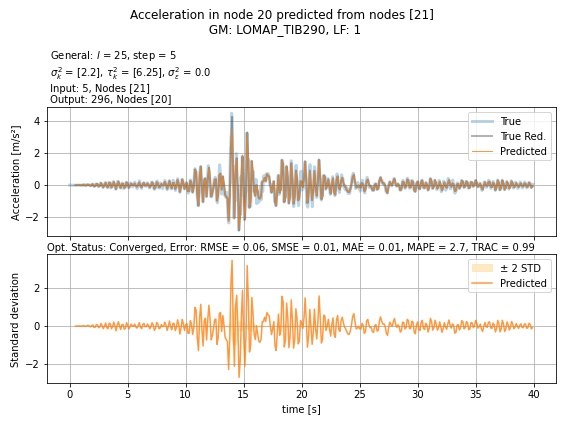 Acceleration in node 20 predicted from nodes [21]
GM: LOMAP_TIB290, LF: 1
General: l = 25, step = 5
σ²ₖ = [2.2], τ²ₖ = [6.25], σ²ε = 0.0
Input: 5, Nodes [21]
Output: 296, Nodes [20]
Acceleration [m/s²]
4
2
0
−2
True
True Red.
Predicted
Opt. Status: Converged, Error: RMSE = 0.06, SMSE = 0.01, MAE = 0.01, MAPE = 2.7, TRAC = 0.99
Standard deviation
2
0
−2
± 2 STD
Predicted
0 5 10 15 20 25 30 35 40
time [s]